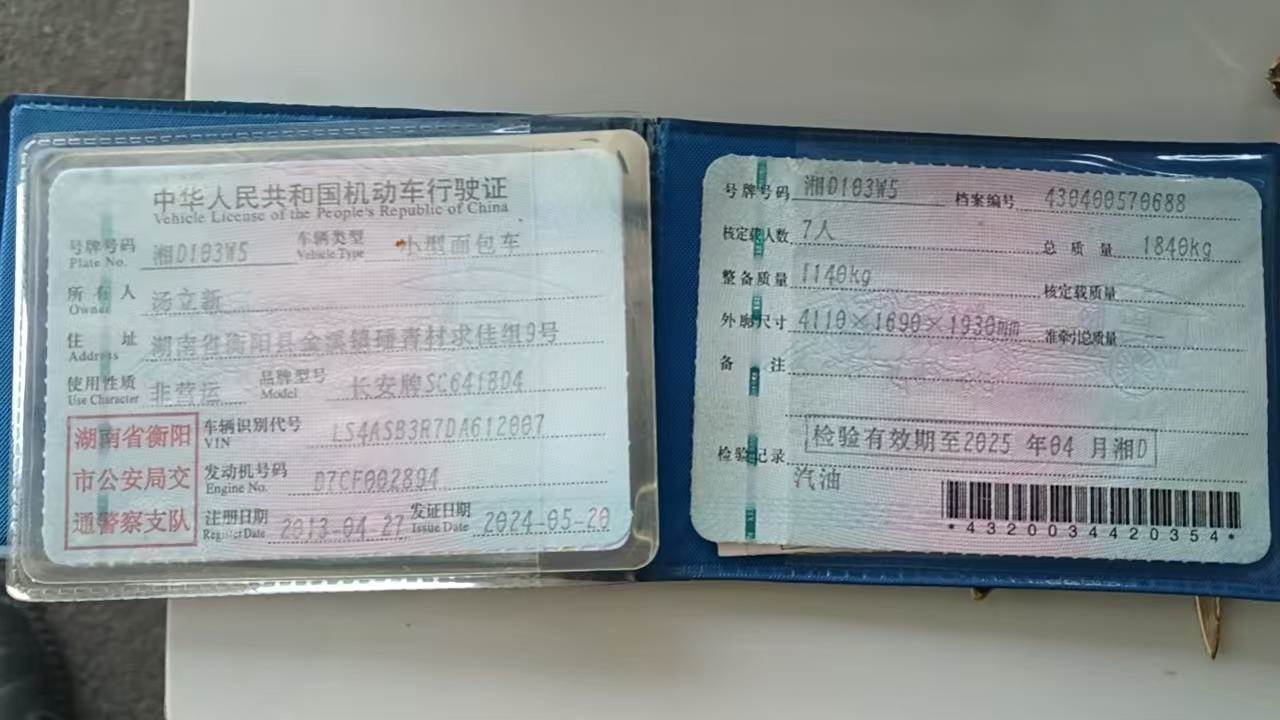 中华人民共和国机动车行驶证
Vehicle License of the People's Republic of China
号牌号码 湘D103W5 车辆类型 小型面包车
Plate No. Vehicle Type
所有人 汤立新
Owner
住址 湖南省衡阳县金溪镇 村求佳组9号
Address
使用性质 非营运 品牌型号 长安牌SC6418D4
Use Character Model
湖南省衡阳
市公安局交
通警察支队
车辆识别代号 LS4ASB3R7DA612007
VIN
发动机号码 D7CF002894
Engine No.
注册日期 2013-04-27 发证日期 2024-05-20
Register Date Issue Date
号牌号码 湘D103W5 档案编号 430400570688
核定载人数 7人 总质量 1840kg
整备质量 1140kg 核定载质量
外廓尺寸 4110×1690×1930mm 准牵引总质量 --
备注
检验记录 检验有效期至2025 年04 月湘D
汽油
*4320034420354*